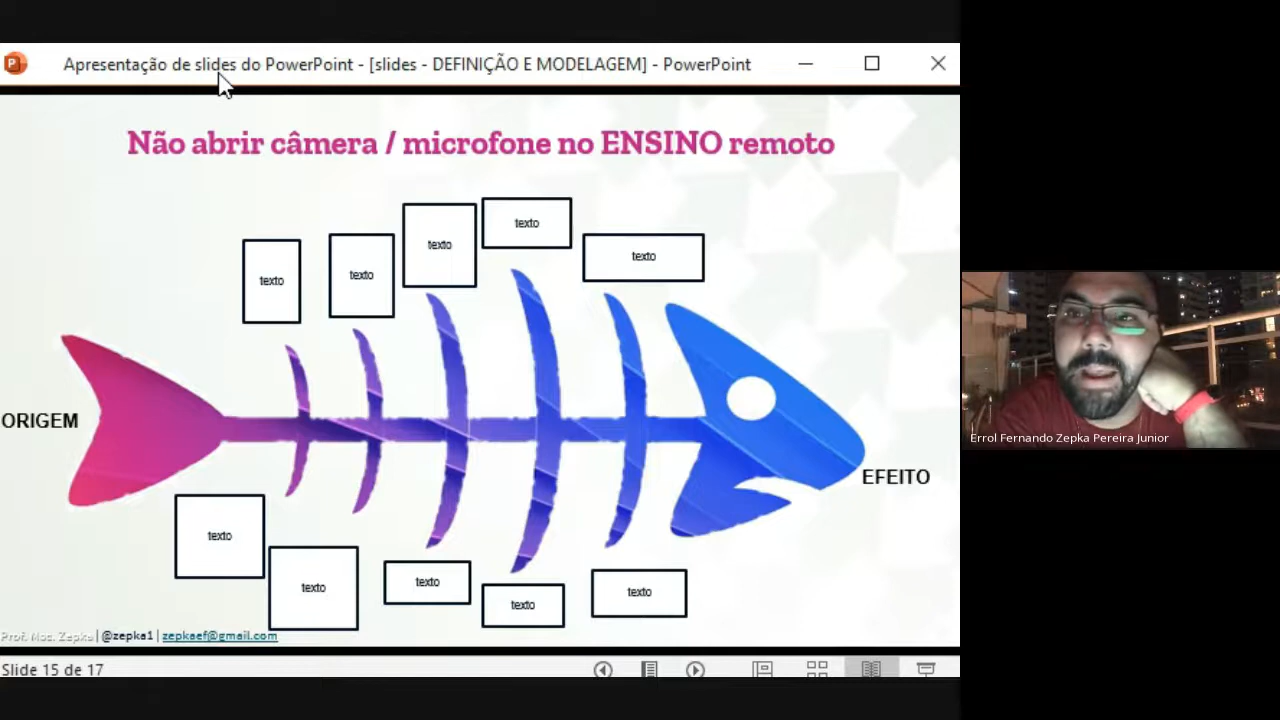 Apresentação de slides do PowerPoint - [slides - DEFINIÇÃO E MODELAGEM] - PowerPoint
Não abrir câmera / microfone no ENSINO remoto
texto
texto
texto
texto
texto
ORIGEM
EFEITO
texto
texto
texto
texto
texto
Prof. Msc. Zepka | @zepka1 | zepkaef@gmail.com
Slide 15 de 17
Errol Fernando Zepka Pereira Junior